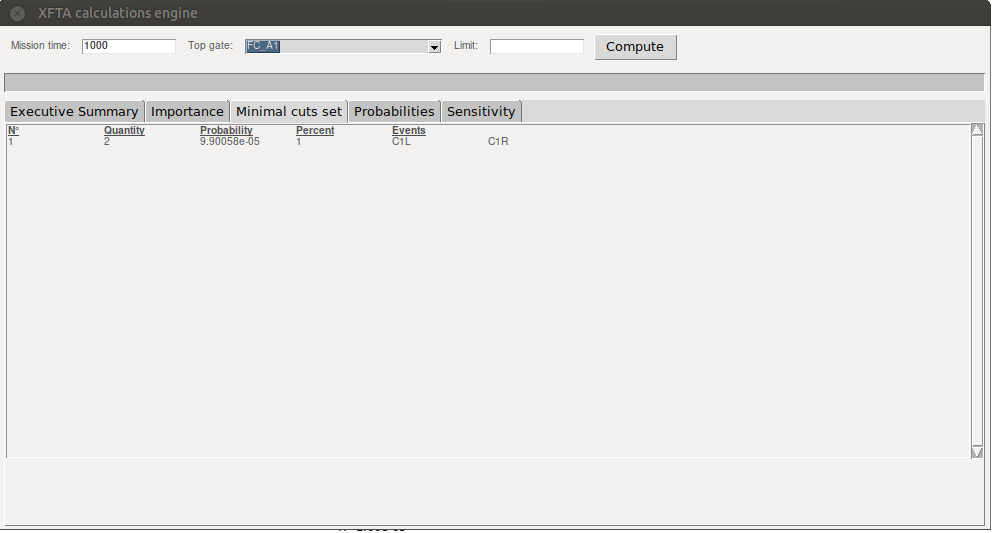 XFTA calculations engine
Mission time: 1000 Top gate: FC_A1 Limit: Compute
Executive Summary Importance Minimal cuts set Probabilities Sensitivity
N° Quantity Probability Percent Events
1 2 9.90058e-05 1 C1L C1R